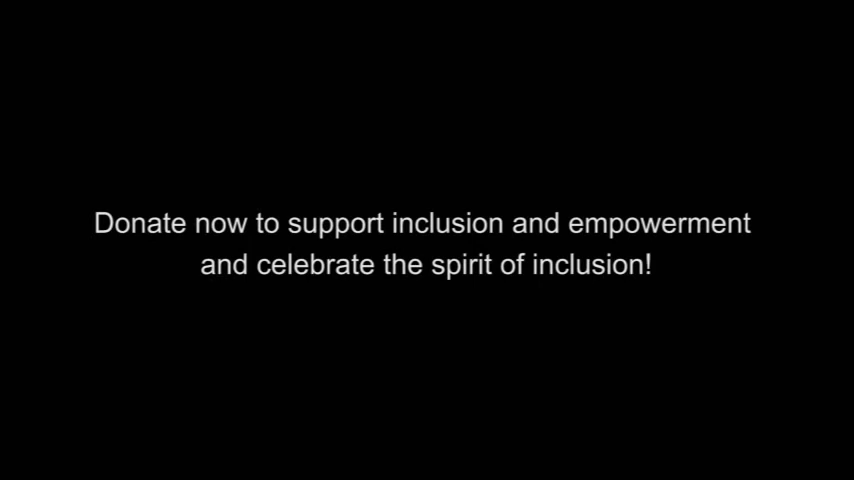 Donate now to support inclusion and empowerment
and celebrate the spirit of inclusion!